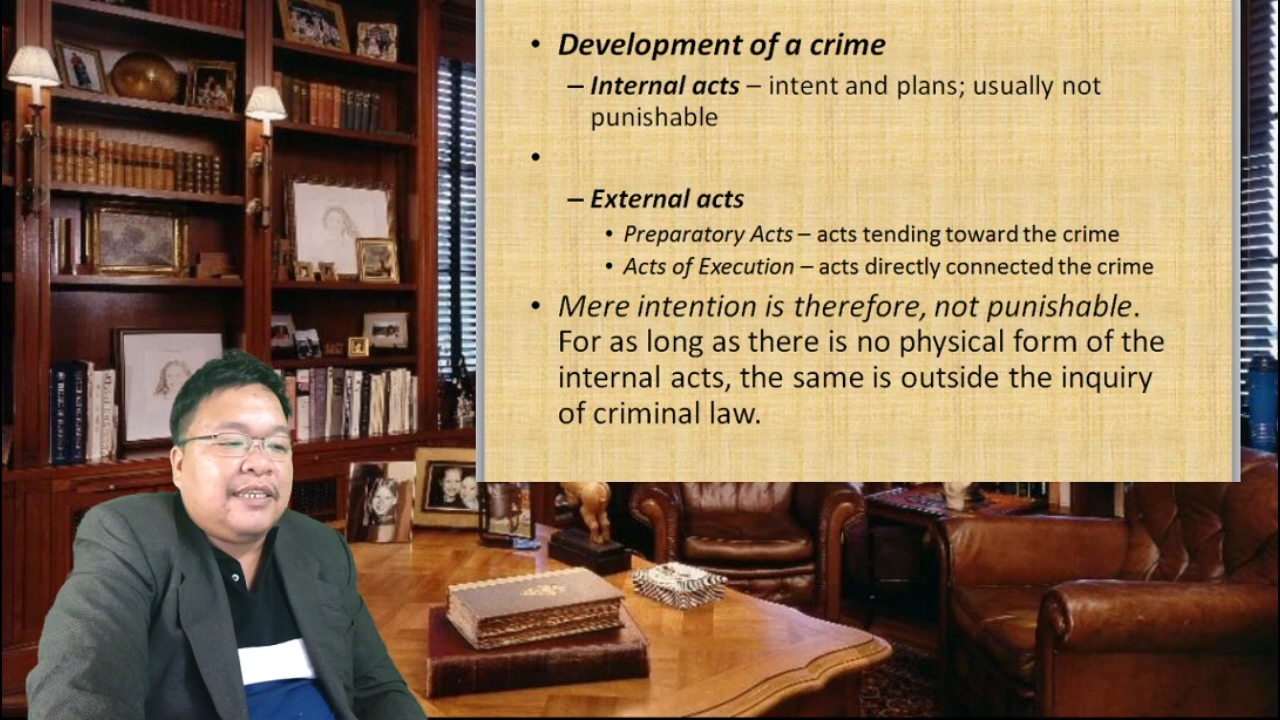 • Development of a crime
– Internal acts – intent and plans; usually not
punishable
•
– External acts
• Preparatory Acts – acts tending toward the crime
• Acts of Execution – acts directly connected the crime
• Mere intention is therefore, not punishable.
For as long as there is no physical form of the
internal acts, the same is outside the inquiry
of criminal law.